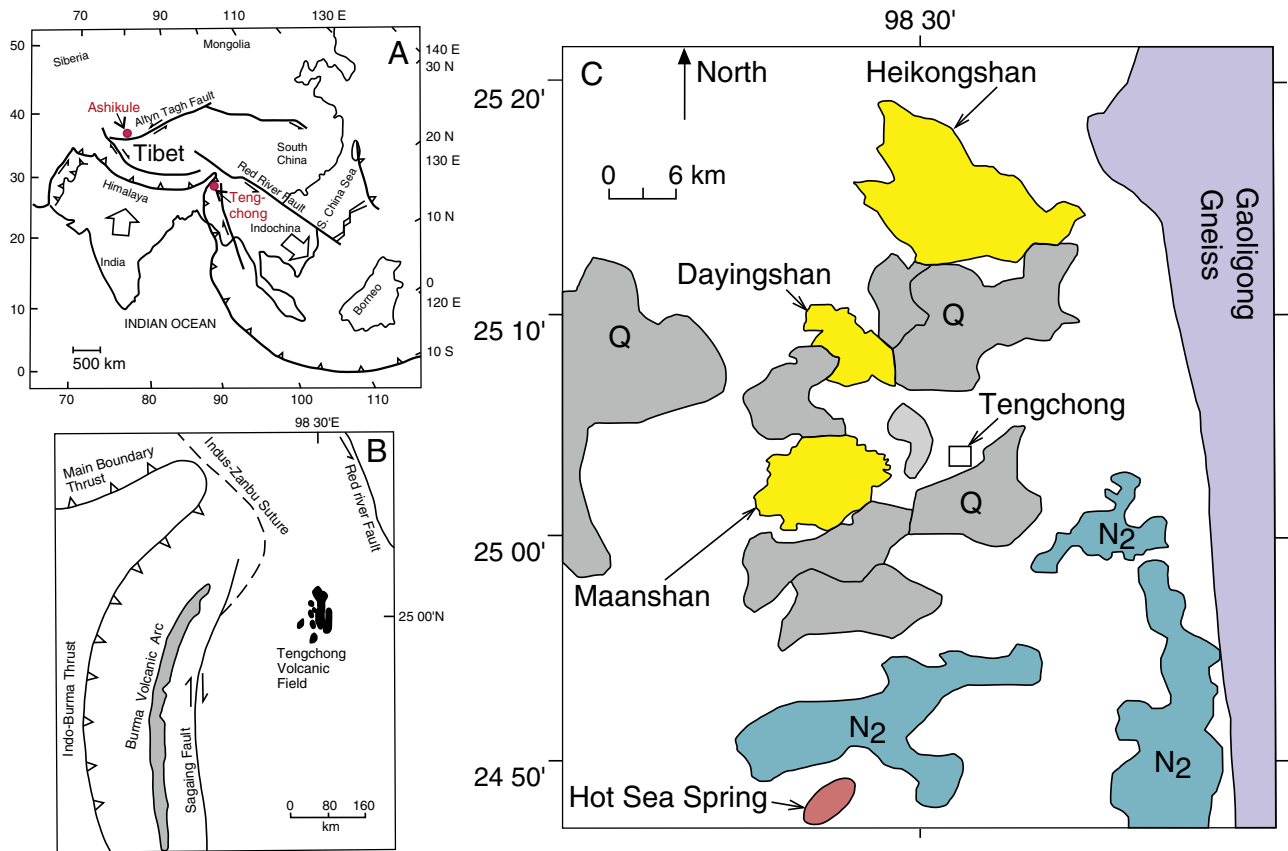 70
90
110
130 E
50
40
30
20
10
0
Siberia
Mongolia
A
140 E
30 N
Ashikule
Altyn Tagh Fault
20 N
130 E
Tibet
South
China
Himalaya
Red River Fault
Teng-
chong
S. China Sea
10 N
Indochina
India
0
120 E
Borneo
INDIAN OCEAN
10 S
500 km
70
80
90
100
110
98 30'E
B
Main Boundary
Thrust
Indus-Zanbu Suture
Red river Fault
25 00'N
Tengchong
Volcanic
Field
Indo-Burma Thrust
Burma Volcanic Arc
Sagaing Fault
0 80 160
km
98 30'
C
North
Heikongshan
25 20'
0 6 km
Gaoligong
Gneiss
Dayingshan
25 10'
Q
Q
Tengchong
Q
25 00'
N2
Maanshan
N2
N2
24 50'
Hot Sea Spring